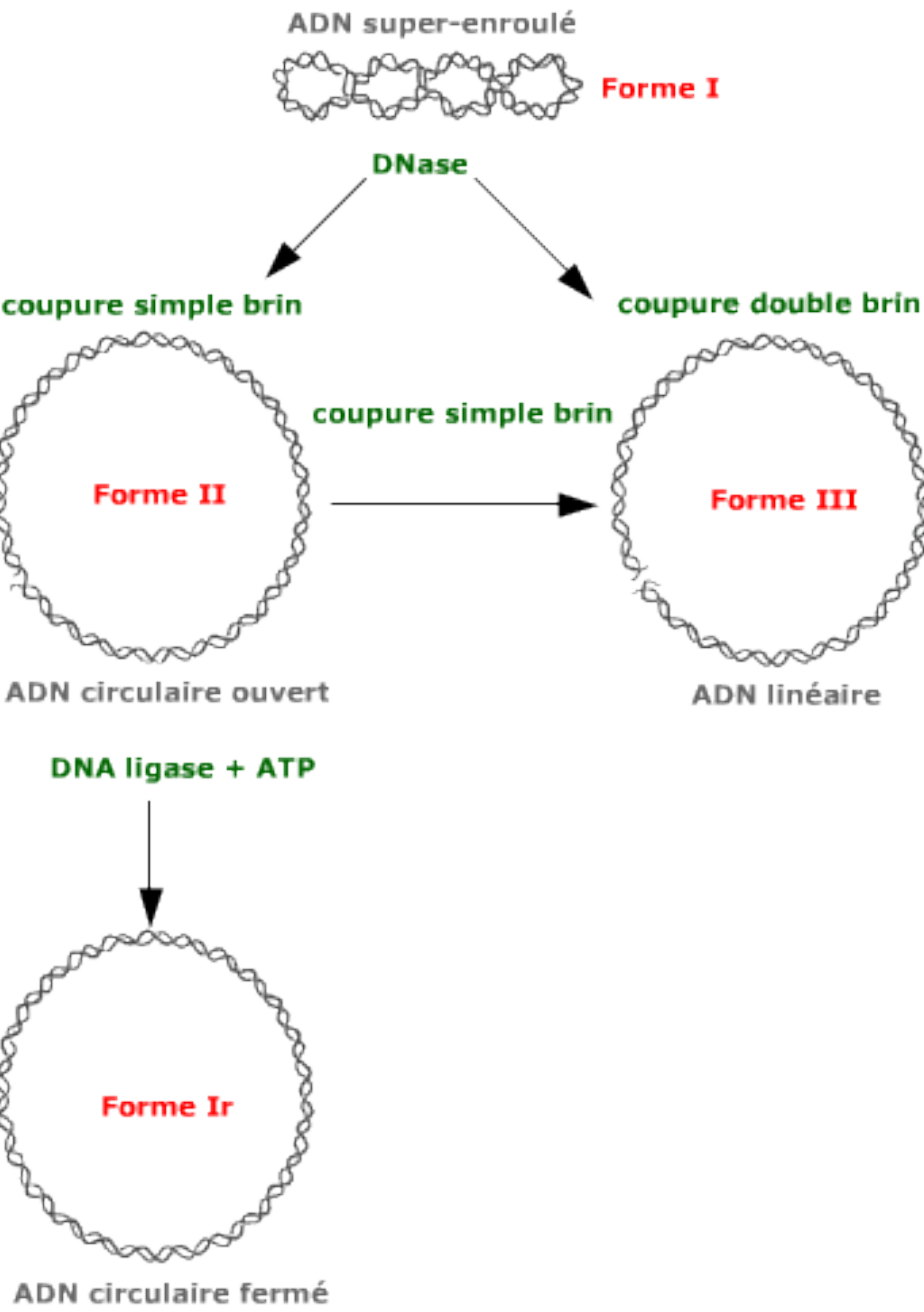 ADN super-enroulé
Forme I
DNase
coupure simple brin
coupure double brin
coupure simple brin
Forme II
Forme III
ADN circulaire ouvert
ADN linéaire
DNA ligase + ATP
Forme Ir
ADN circulaire fermé